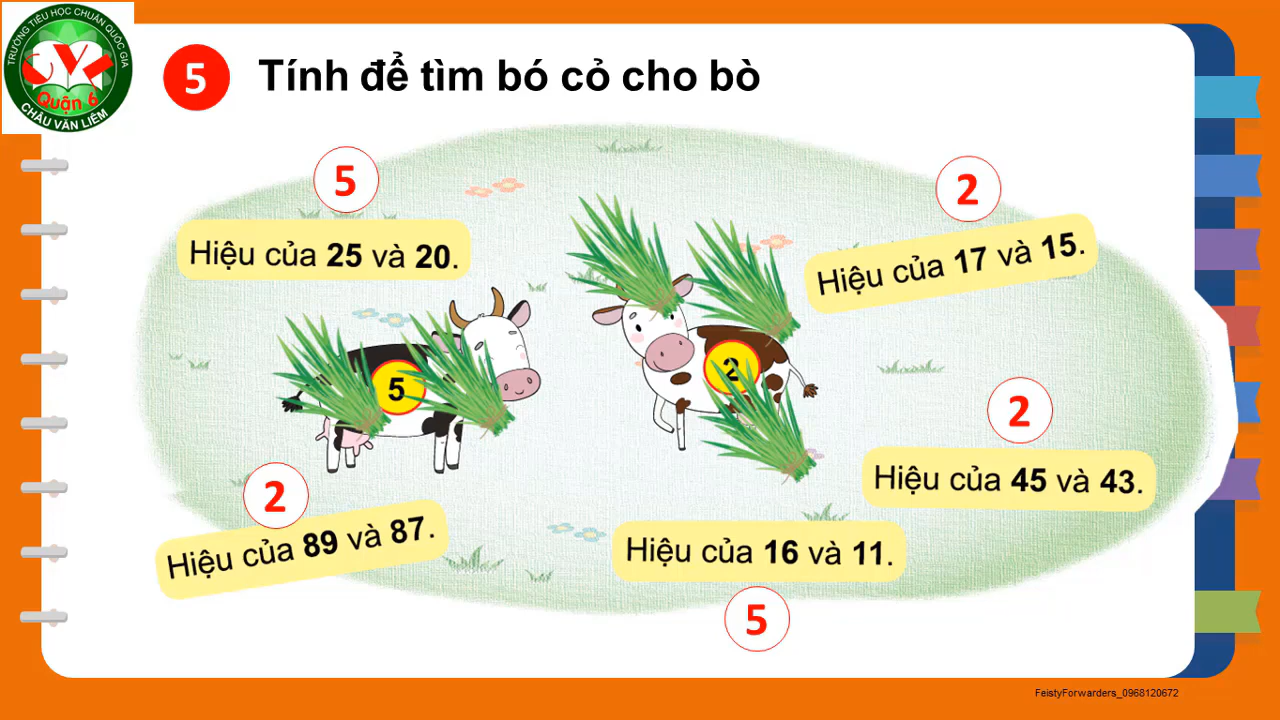 TRƯỜNG TIỂU HỌC CHUẨN QUỐC GIA
Quận 6
CHÂU VĂN LIÊM
5 Tính để tìm bó cỏ cho bò
5
Hiệu của 25 và 20.
2
Hiệu của 17 và 15.
5
2
2
Hiệu của 45 và 43.
2
Hiệu của 89 và 87.
Hiệu của 16 và 11.
5
FeistyForwarders_0968120672